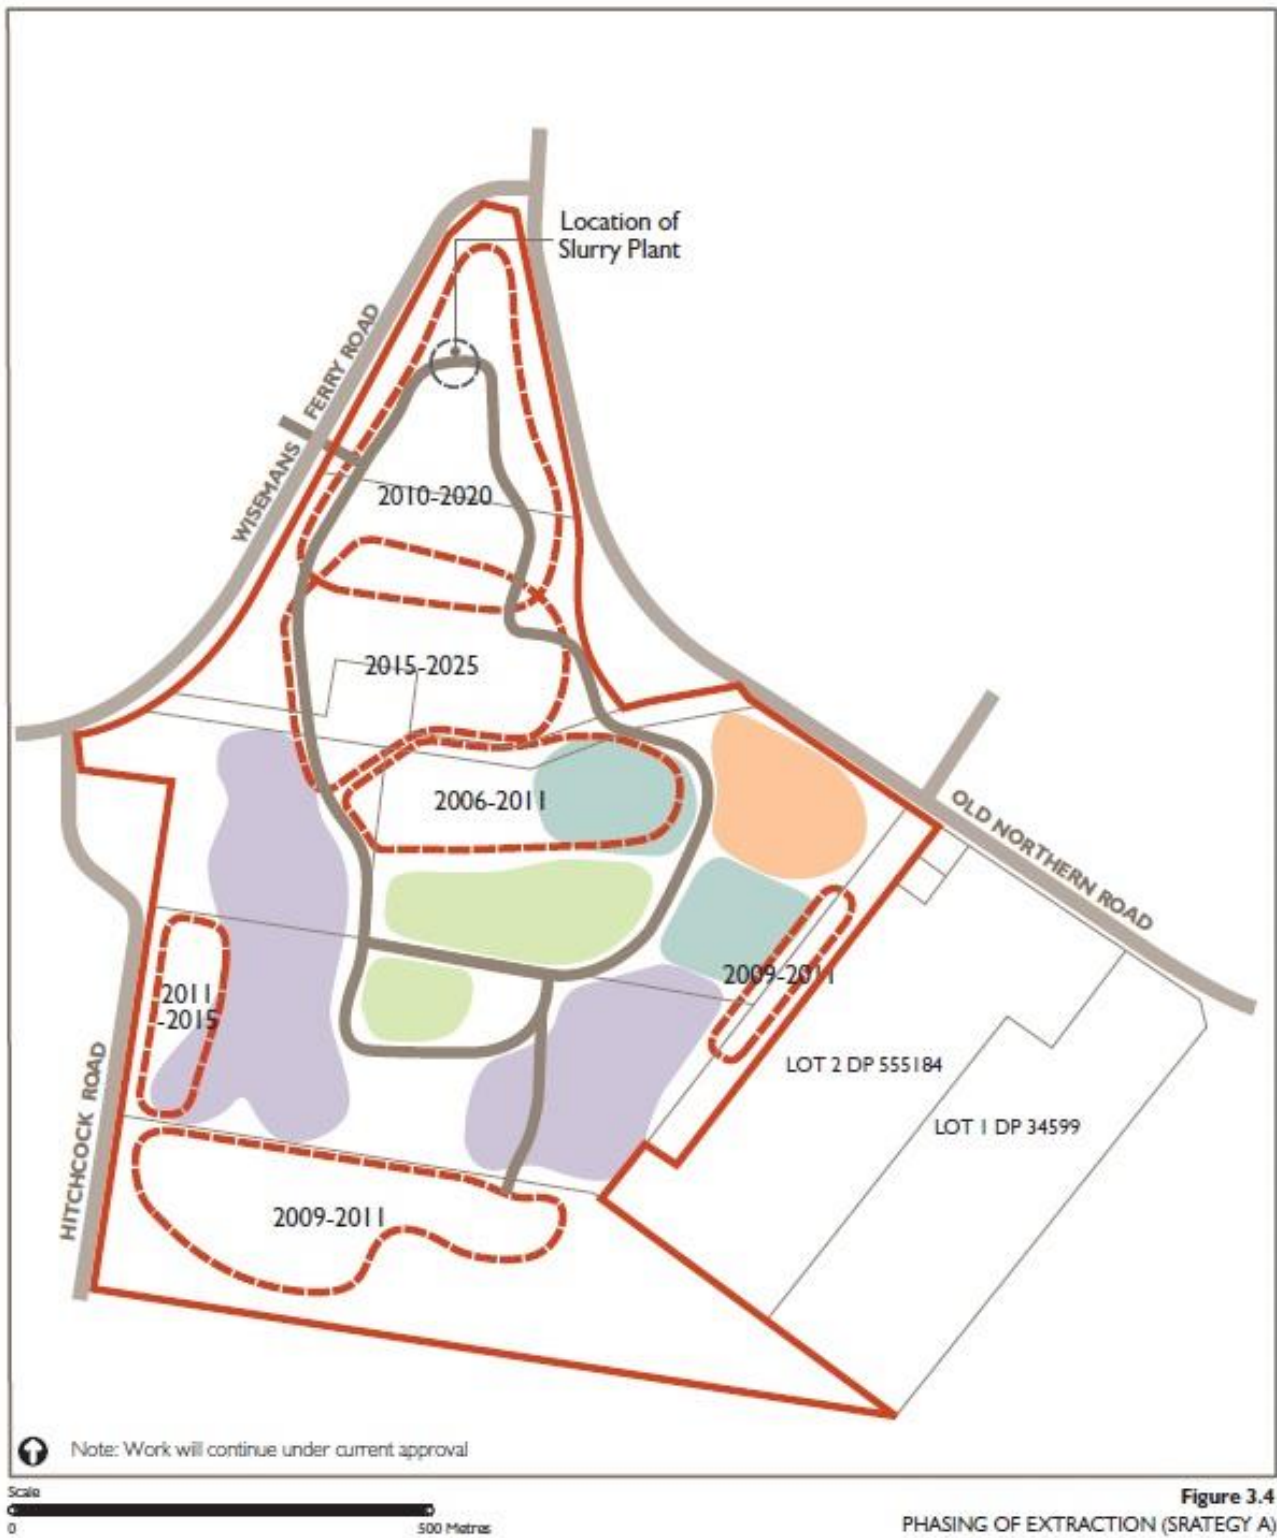 Location of
Slurry Plant
WISEMANS FERRY ROAD
2010-2020
2015-2025
2006-2011
OLD NORTHERN ROAD
2009-2011
2011
-2015
LOT 2 DP 555184
LOT 1 DP 34599
HITCHCOCK ROAD
2009-2011
Note: Work will continue under current approval
Scale
0
500 Metres
Figure 3.4
PHASING OF EXTRACTION (SRATEGY A)